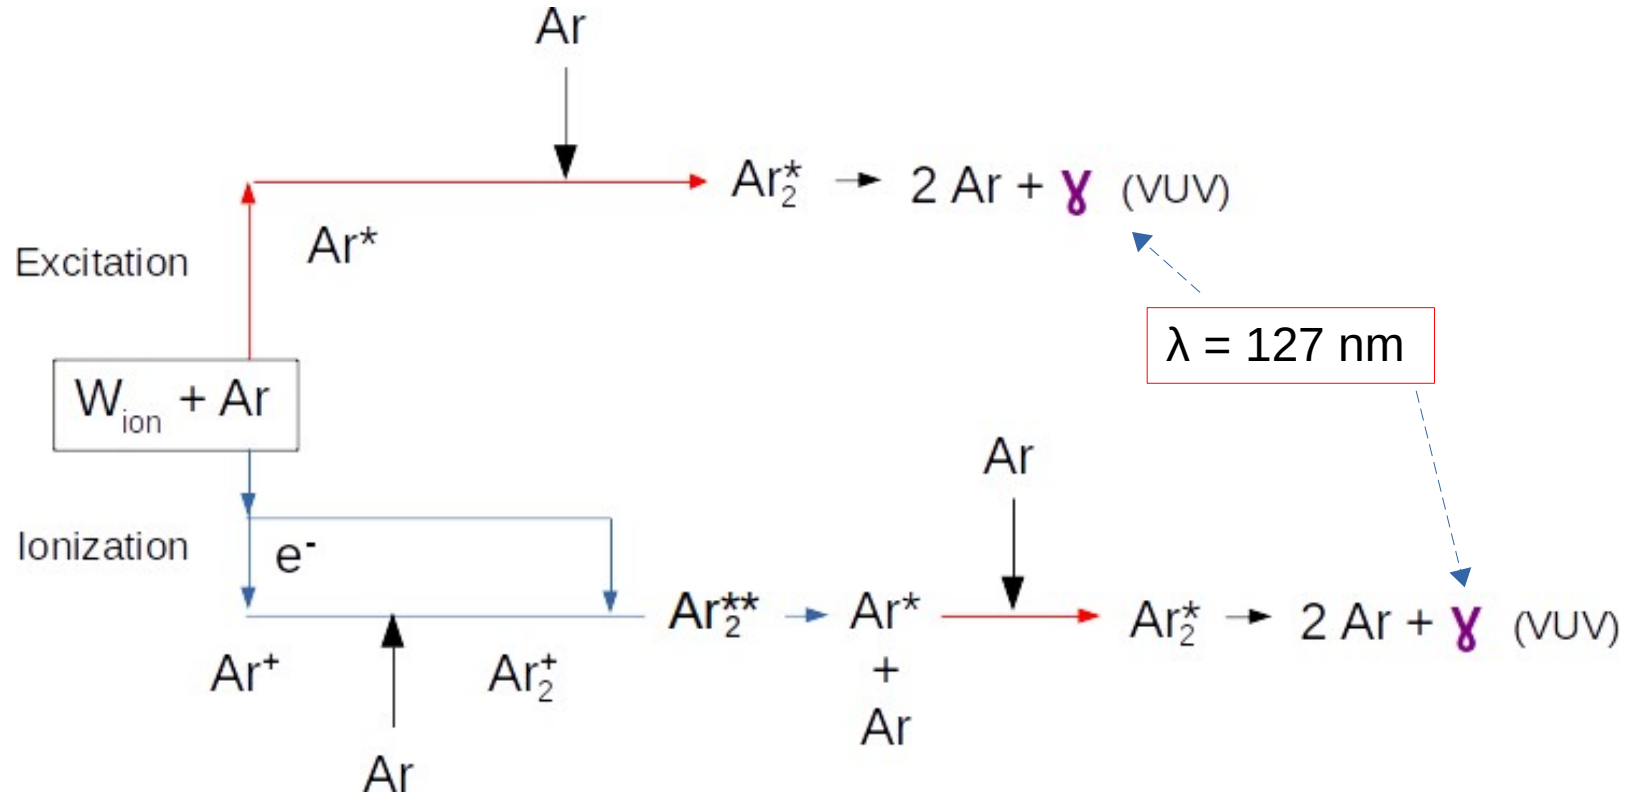 Ar
Ar₂* → 2 Ar + ɣ (VUV)
Ar*
Excitation
λ = 127 nm
W_ion + Ar
Ar
Ionization
e⁻
Ar₂** → Ar* → Ar₂* → 2 Ar + ɣ (VUV)
+
Ar⁺
Ar₂⁺
Ar
Ar